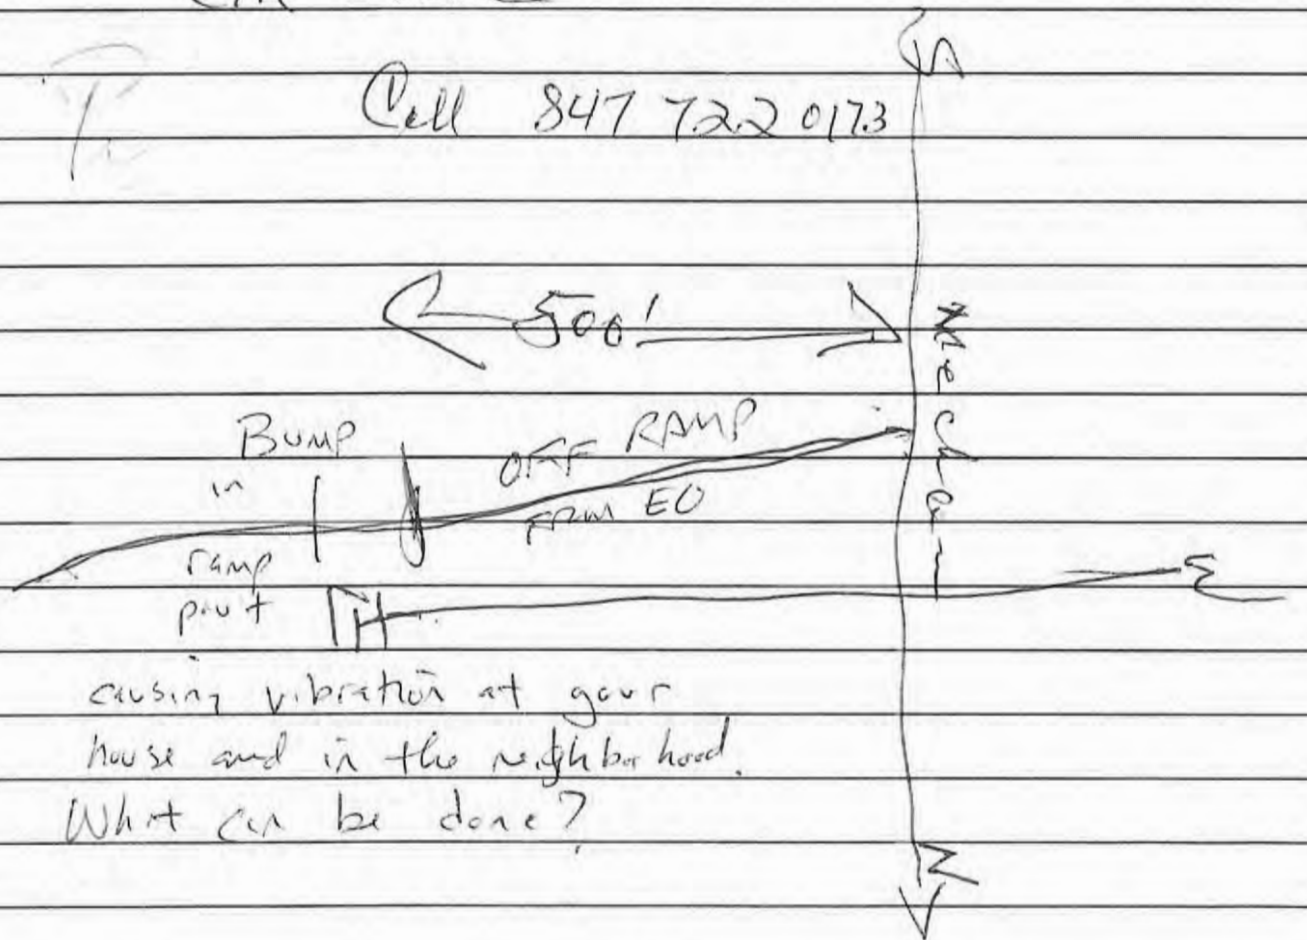 S
Cell 847 722 0173
500'
Bump
in
ramp
pav't
OFF RAMP
FROM EO
E
causing vibration at your
house and in the neighborhood.
What can be done?
N